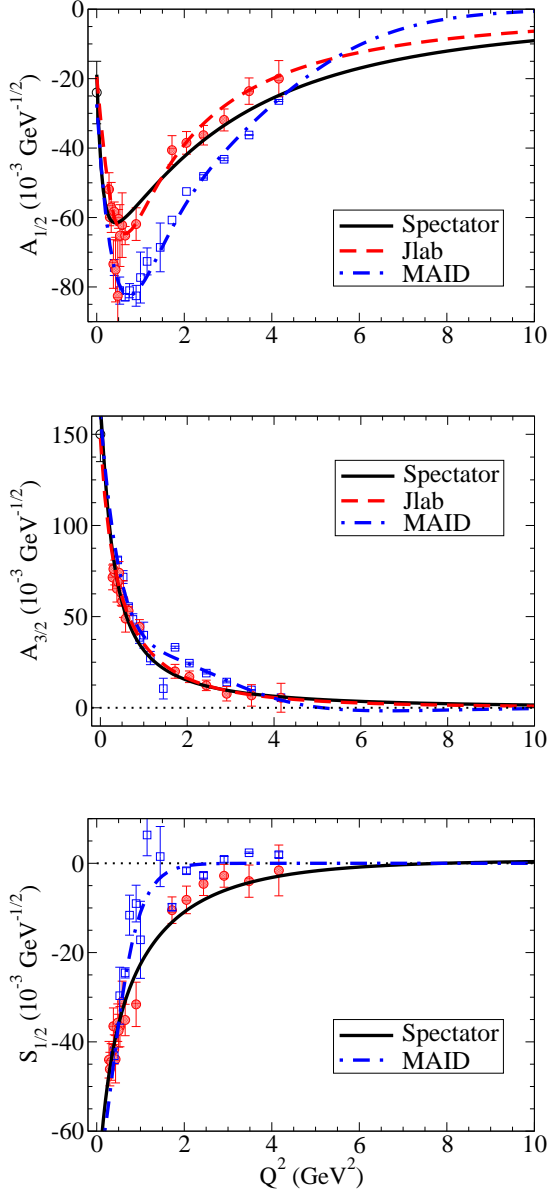 0
-20
-40
-60
-80
A1/2 (10^-3 GeV^-1/2)
Spectator
Jlab
MAID
0 2 4 6 8 10
150
100
50
0
A3/2 (10^-3 GeV^-1/2)
Spectator
Jlab
MAID
0 2 4 6 8 10
0
-20
-40
-60
S1/2 (10^-3 GeV^-1/2)
Spectator
MAID
0 2 4 6 8 10
Q^2 (GeV^2)